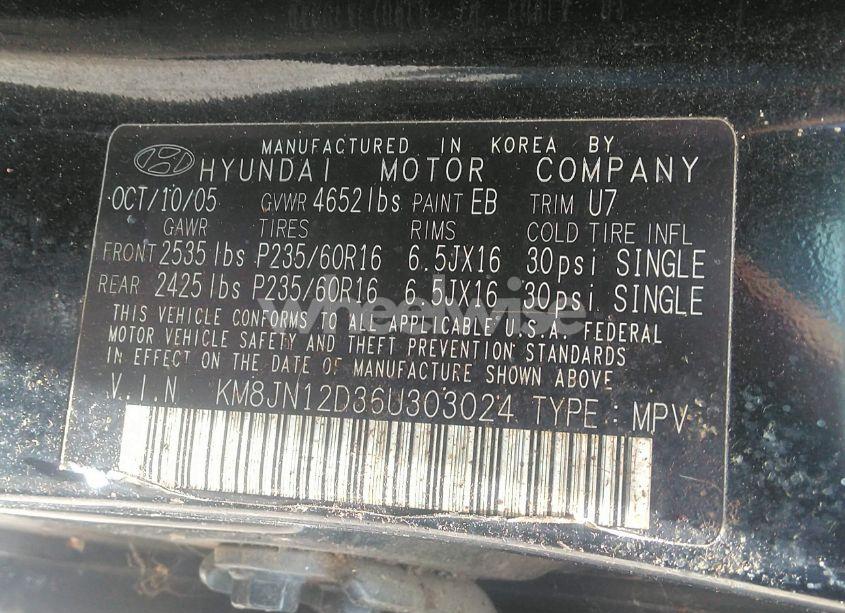 MANUFACTURED IN KOREA BY
HYUNDAI MOTOR COMPANY
OCT/10/05 GVWR 4652lbs PAINT EB TRIM U7
GAWR TIRES RIMS COLD TIRE INFL
FRONT 2535 lbs P235/60R16 6.5JX16 30psi SINGLE
REAR 2425 lbs P235/60R16 6.5JX16 30psi SINGLE
THIS VEHICLE CONFORMS TO ALL APPLICABLE U.S.A. FEDERAL
MOTOR VEHICLE SAFETY AND THEFT PREVENTION STANDARDS
IN EFFECT ON THE DATE OF MANUFACTURE SHOWN ABOVE
V.I.N KM8JN12D36U303024 TYPE : MPV
wheelwise